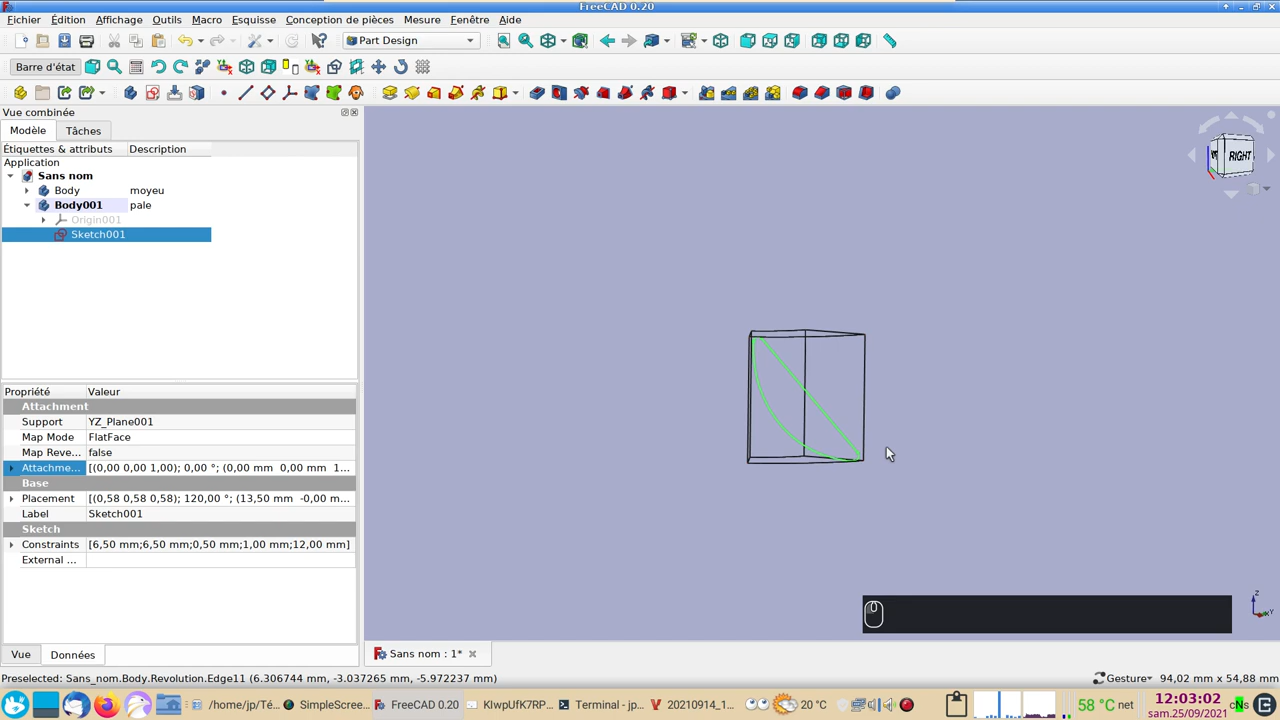 FreeCAD 0.20
Fichier Édition Affichage Outils Macro Esquisse Conception de pièces Mesure Fenêtre Aide
Part Design
Barre d'état
Vue combinée
Modèle Tâches
Étiquettes & attributs Description
Application
Sans nom
Body moyeu
Body001 pale
Origin001
Sketch001
RIGHT
Propriété Valeur
Attachment
Support YZ_Plane001
Map Mode FlatFace
Map Reve... false
Attachme... [(0,00 0,00 1,00); 0,00 °; (0,00 mm 0,00 mm 1...
Base
Placement [(0,58 0,58 0,58); 120,00 °; (13,50 mm -0,00 m...
Label Sketch001
Sketch
Constraints [6,50 mm;6,50 mm;0,50 mm;1,00 mm;12,00 mm]
External ...
Z
Y
Vue Données
Sans nom : 1*
Preselected: Sans_nom.Body.Revolution.Edge11 (6.306744 mm, -3.037265 mm, -5.972237 mm)
Gesture 94,02 mm x 54,88 mm
/home/jp/Té... SimpleScree... FreeCAD 0.20 KIwpUfK7RP... Terminal - jp... 20210914_1... 20 °C 58 °C net 12:03:02 cNs
sam.25/09/2021